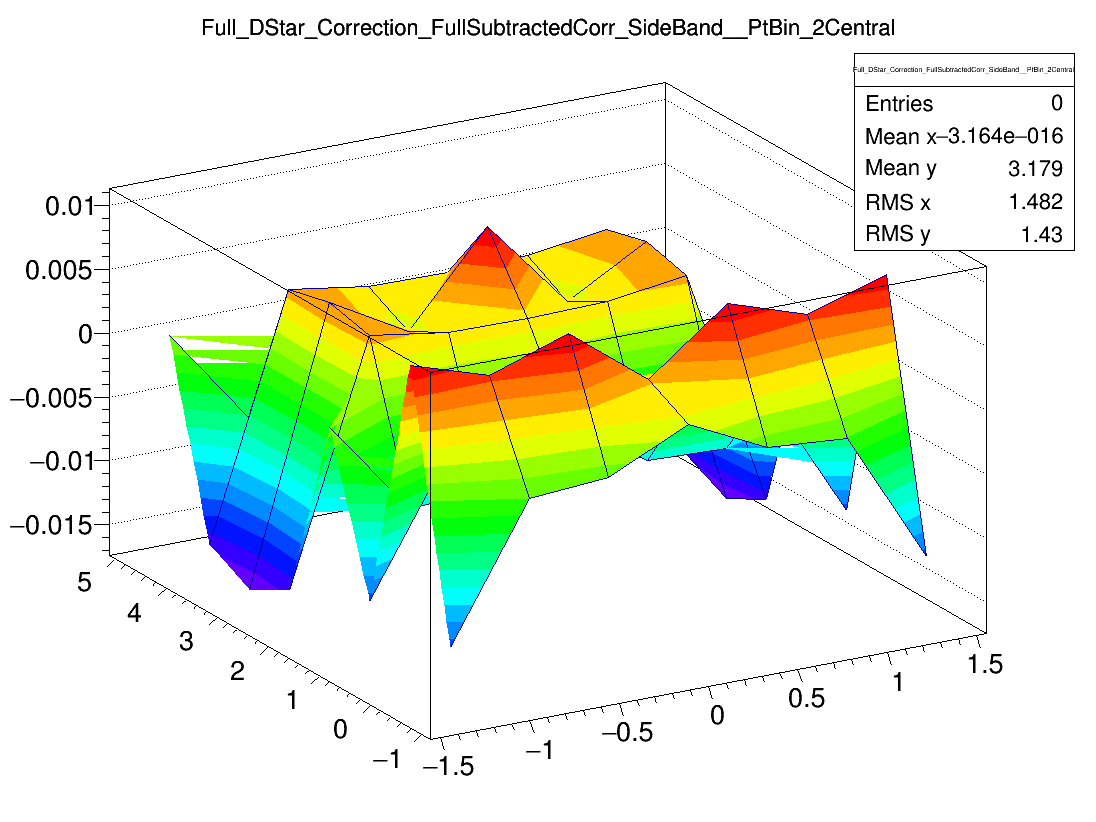 Full_DStar_Correction_FullSubtractedCorr_SideBand__PtBin_2Central
Full_DStar_Correction_FullSubtractedCorr_SideBand__PtBin_2Central
Entries 0
Mean x −3.164e−016
Mean y 3.179
RMS x 1.482
RMS y 1.43
0.01
0.005
0
−0.005
−0.01
−0.015
5
4
3
2
1
0
−1
−1.5
−1
−0.5
0
0.5
1
1.5